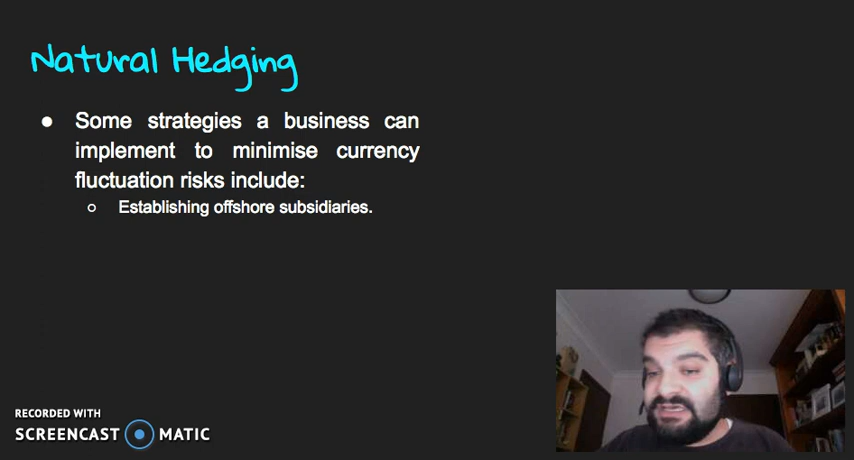 Natural Hedging
● Some strategies a business can
implement to minimise currency
fluctuation risks include:
○ Establishing offshore subsidiaries.
RECORDED WITH
SCREENCAST MATIC